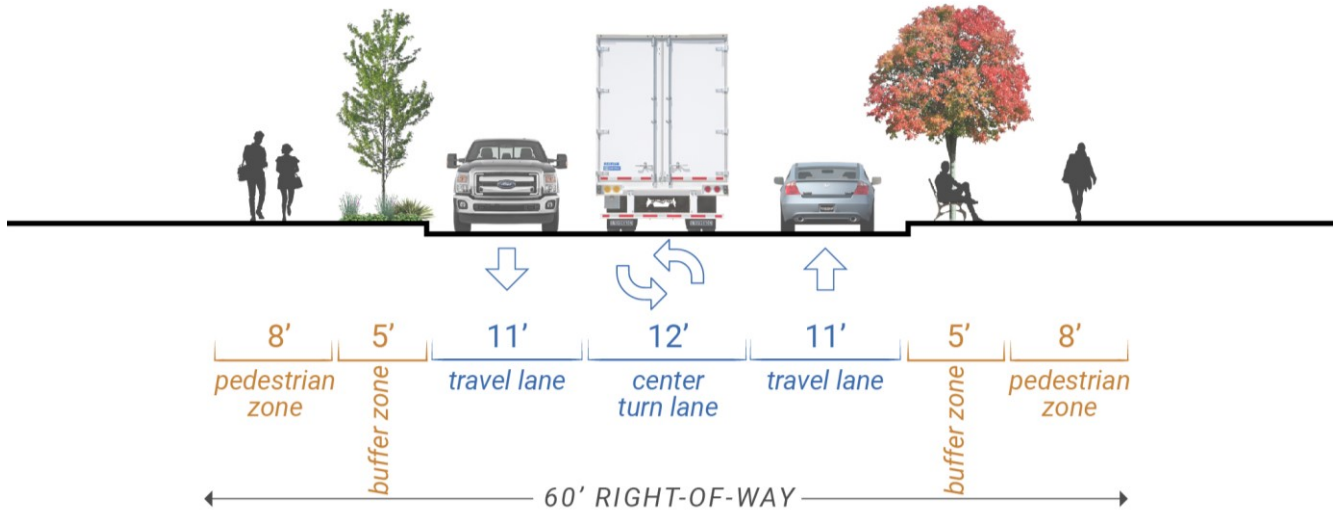 8’
5’
11’
12’
11’
5’
8’
pedestrian
zone
buffer zone
travel lane
center
turn lane
travel lane
buffer zone
pedestrian
zone
60’ RIGHT-OF-WAY